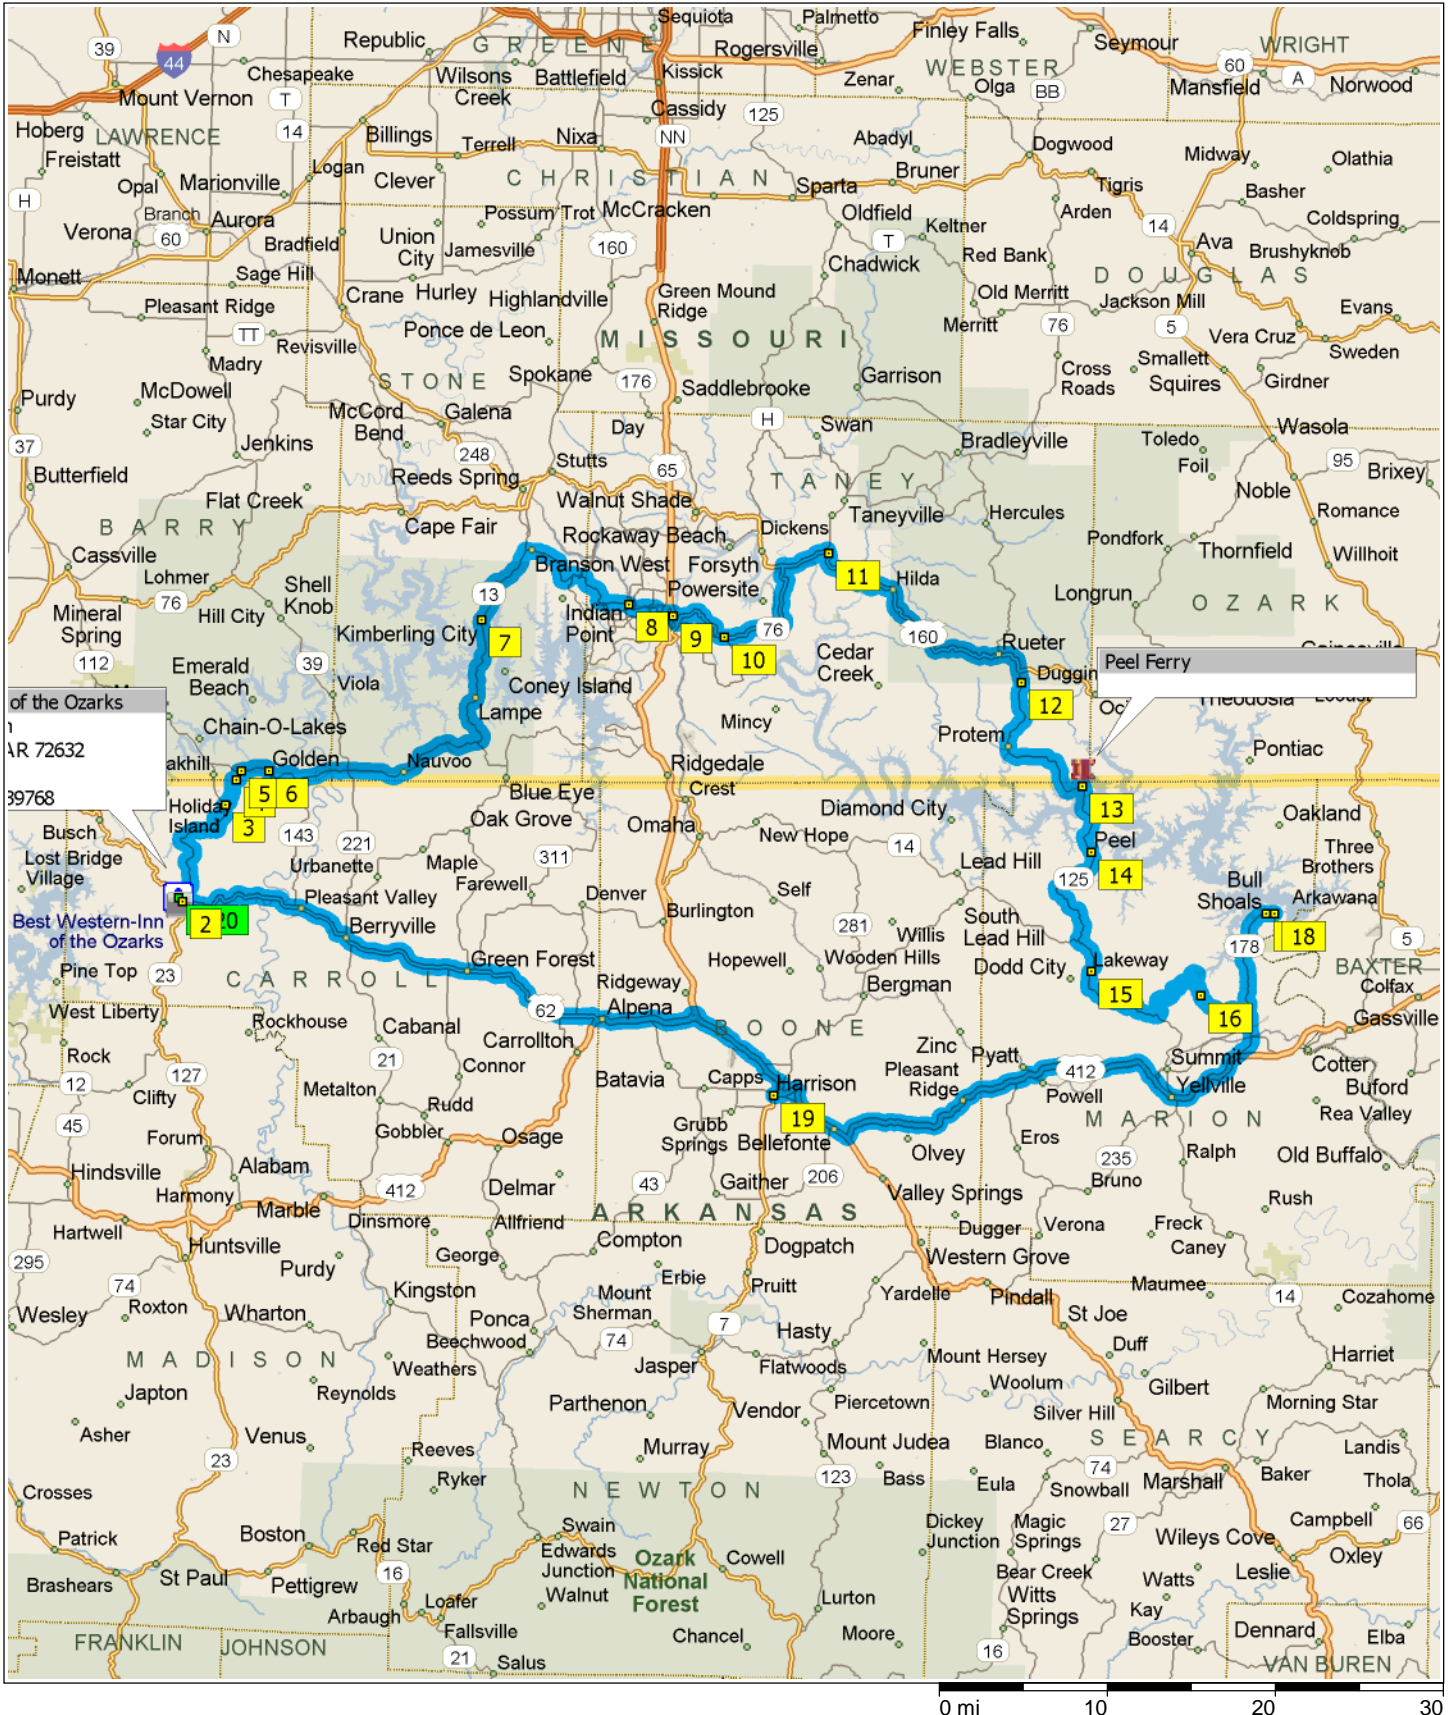 Sequiota
Palmetto
39
N
Republic
GREENE
Rogersville
Finley Falls
Seymour
WRIGHT
44
Chesapeake
Wilsons
Creek
Battlefield
Kissick
Zenar
WEBSTER
Olga
BB
60
A
Mansfield
Norwood
Mount Vernon
T
Cassidy
125
Hoberg
LAWRENCE
14
Billings
Terrell
Nixa
NN
Abadyl
Dogwood
Midway
Olathia
Freistatt
Logan
Opal
Marionville
Clever
CHRISTIAN
Sparta
Bruner
Tigris
Basher
H
Branch
Aurora
Possum Trot
McCracken
Oldfield
Keltner
Arden
14
Coldspring
Verona
60
Bradfield
Union
City
Jamesville
160
T
Chadwick
Red Bank
Ava
Brushyknob
Monett
Sage Hill
DOUGLAS
Pleasant Ridge
Crane
Hurley
Highlandville
Green Mound
Ridge
Old Merritt
Jackson Mill
Evans
TT
Revisville
Ponce de Leon
MISSOURI
Merritt
76
5
Vera Cruz
Sweden
Madry
STONE
Spokane
176
Saddlebrooke
Garrison
Cross
Roads
Smallett
Squires
Girdner
Purdy
McDowell
Star City
McCord
Bend
Galena
Day
H
Swan
Bradleyville
Toledo
Wasola
37
Jenkins
248
Stutts
65
Foil
95
Brixey
Butterfield
Reeds Spring
TANEY
Noble
Flat Creek
Walnut Shade
Taneyville
Hercules
Romance
BARRY
Cape Fair
Rockaway Beach
Dickens
Pondfork
Thornfield
Willhoit
Cassville
Branson West
Forsyth
11
Hilda
Lohmer
Shell
Knob
13
Powersite
Longrun
OZARK
76
Mineral
Spring
Hill City
Kimberling City
7
Indian
Point
8
9
10
76
160
Rueter
Gainesville
112
Emerald
Beach
39
Viola
Coney Island
Cedar
Creek
Peel Ferry
12
of the Ozarks
Lampe
Mincy
Theodosia
AR 72632
Chain-O-Lakes
Protem
Pontiac
Golden
Nauvoo
Ridgedale
39768
5
6
Blue Eye
Crest
Diamond City
13
Oakland
Holiday
Island
3
143
Oak Grove
Omaha
New Hope
Peel
Busch
221
14
Three
Brothers
Lost Bridge
Village
Urbanette
Maple
311
Lead Hill
125
14
Bull
Shoals
Arkawana
Pleasant Valley
Farewell
Denver
Self
Best Western-Inn
of the Ozarks
2
20
Berryville
Burlington
281
Willis
South
Lead Hill
178
18
5
Pine Top
23
CARROLL
Green Forest
Hopewell
Wooden Hills
Dodd City
Lakeway
15
BAXTER
Colfax
West Liberty
Ridgeway
Bergman
16
Rockhouse
Cabanal
62
Alpena
BOONE
Gassville
Rock
Carrollton
Zinc
Pyatt
Summit
Cotter
12
127
21
Connor
Batavia
Capps
Harrison
Pleasant
Ridge
412
Powell
Yellville
Buford
Clifty
Metalton
Rudd
19
MARION
Rea Valley
45
Forum
Gobbler
Osage
Grubb
Springs
Bellefonte
Olvey
Eros
Hindsville
Alabam
43
206
235
Ralph
Old Buffalo
Harmony
412
Delmar
Gaither
Valley Springs
Bruno
Rush
Hartwell
Marble
Dinsmore
Allfriend
ARKANSAS
Dugger
Verona
Freck
295
Huntsville
George
Compton
Dogpatch
Western Grove
Caney
Purdy
74
Kingston
Erbie
Mount
Sherman
Pruitt
Yardelle
Pindall
Maumee
14
Cozahome
Wesley
Roxton
Wharton
Ponca
Beechwood
74
7
Hasty
St Joe
Duff
MADISON
Weathers
Jasper
Flatwoods
Mount Hersey
Woolum
Harriet
Japton
Reynolds
Parthenon
Piercetown
Gilbert
Morning Star
Asher
Venus
Vendor
Silver Hill
23
Reeves
Murray
Mount Judea
Blanco
SEARCY
Landis
Ryker
NEWTON
123
Bass
Eula
74
Snowball
Marshall
Baker
Thola
Crosses
Patrick
Boston
Swain
Dickey
Junction
Magic
Springs
27
Wileys Cove
Campbell
66
Red Star
Edwards
Junction
Walnut
Ozark
National
Forest
Cowell
Bear Creek
Witts
Springs
Watts
Leslie
Oxley
Brashears
St Paul
Pettigrew
16
Loafer
Lurton
Kay
Arbaugh
Fallsville
Chancel
Moore
Booster
Dennard
Elba
FRANKLIN
JOHNSON
21
Salus
16
VAN BUREN
0 mi
10
20
30